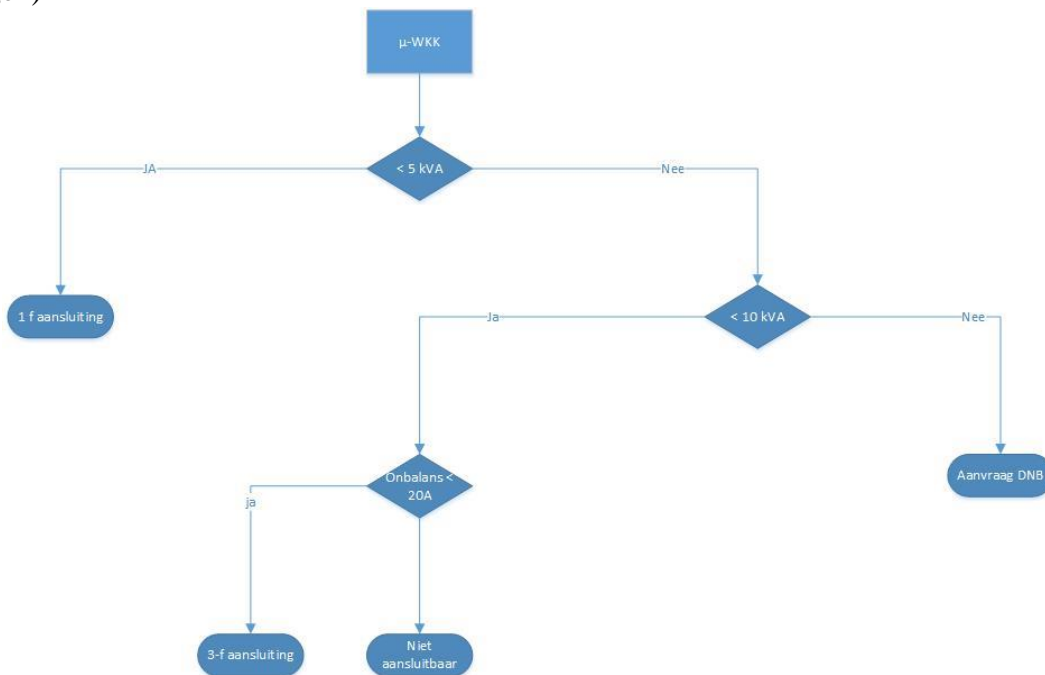 µ-WKK
< 5 kVA
JA
Nee
1 f aansluiting
< 10 kVA
Ja
Nee
Onbalans <
20A
Aanvraag DNB
ja
3-f aansluiting
Niet
aansluitbaar